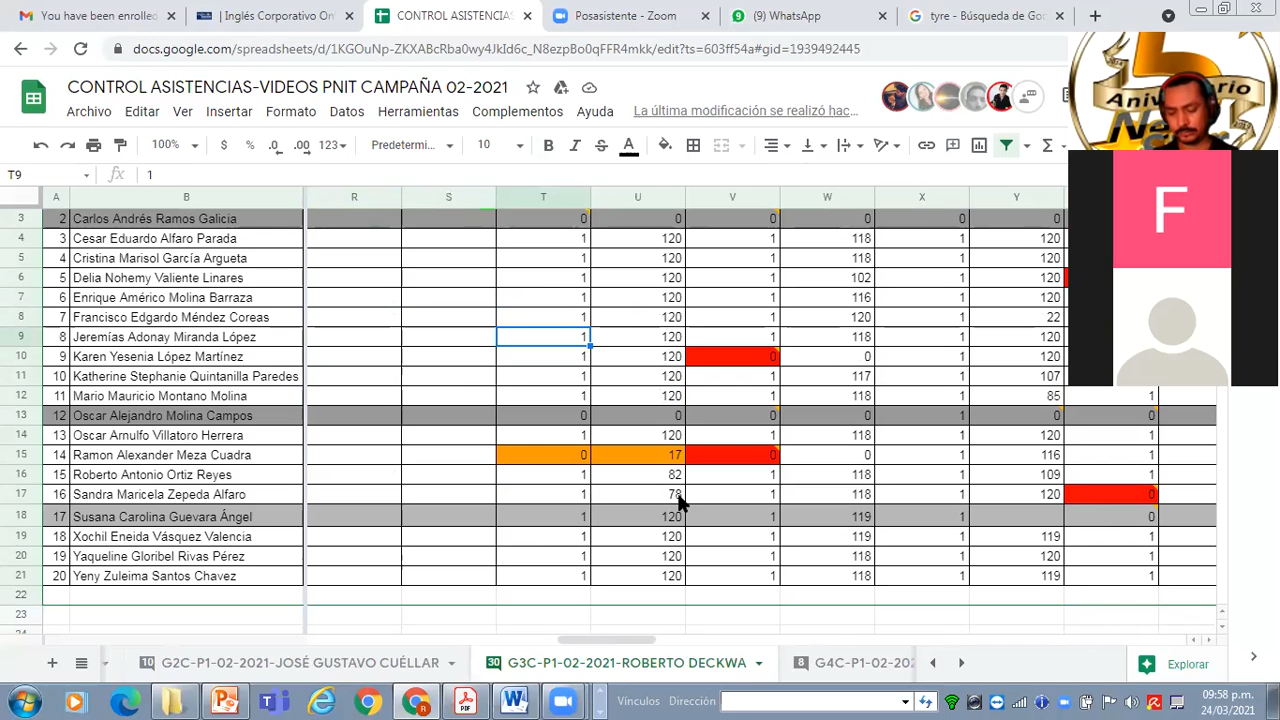 You have been enrolled
| Inglés Corporativo On
CONTROL ASISTENCIAS
Posasistente - Zoom
(9) WhatsApp
tyre - Búsqueda de Go
docs.google.com/spreadsheets/d/1KGOuNp-ZKXABcRba0wy4JkId6c_N8ezpBo0qFFR4mkk/edit?ts=603ff54a#gid=1939492445
CONTROL ASISTENCIAS-VIDEOS PNIT CAMPAÑA 02-2021
Archivo Editar Ver Insertar Formato Datos Herramientas Complementos Ayuda La última modificación se realizó hac...
100% $ % .0 .00 123 Predetermi... 10 B I S A
Aniversario
F
T9 fx 1
A B R S T U V W X Y
3 2 Carlos Andrés Ramos Galicia 0 0 0 0 0 0
4 3 Cesar Eduardo Alfaro Parada 1 120 1 118 1 120
5 4 Cristina Marisol García Argueta 1 120 1 118 1 120
6 5 Delia Nohemy Valiente Linares 1 120 1 102 1 120
7 6 Enrique Américo Molina Barraza 1 120 1 116 1 120
8 7 Francisco Edgardo Méndez Coreas 1 120 1 120 1 22
9 8 Jeremías Adonay Miranda López 1 120 1 118 1 120
10 9 Karen Yesenia López Martínez 1 120 0 0 1 120
11 10 Katherine Stephanie Quintanilla Paredes 1 120 1 117 1 107
12 11 Mario Mauricio Montano Molina 1 120 1 118 1 85 1
13 12 Oscar Alejandro Molina Campos 0 0 0 0 1 0 0
14 13 Oscar Arnulfo Villatoro Herrera 1 120 1 118 1 120 1
15 14 Ramon Alexander Meza Cuadra 0 17 0 0 1 116 1
16 15 Roberto Antonio Ortiz Reyes 1 82 1 118 1 109 1
17 16 Sandra Maricela Zepeda Alfaro 1 78 1 118 1 120 0
18 17 Susana Carolina Guevara Ángel 1 120 1 119 1 0
19 18 Xochil Eneida Vásquez Valencia 1 120 1 119 1 119 1
20 19 Yaqueline Gloribel Rivas Pérez 1 120 1 118 1 120 1
21 20 Yeny Zuleima Santos Chavez 1 120 1 118 1 119 1
22
23
10 G2C-P1-02-2021-JOSÉ GUSTAVO CUÉLLAR 30 G3C-P1-02-2021-ROBERTO DECKWA 8 G4C-P1-02-202 Explorar
Vínculos Dirección
09:58 p.m.
24/03/2021